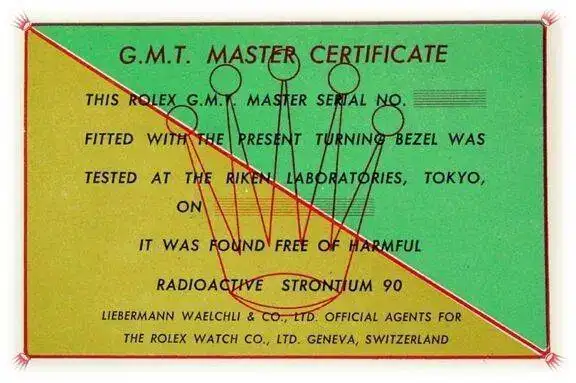 G.M.T. MASTER CERTIFICATE
THIS ROLEX G.M.T. MASTER SERIAL NO.
FITTED WITH THE PRESENT TURNING BEZEL WAS
TESTED AT THE RIKEN LABORATORIES, TOKYO,
ON
IT WAS FOUND FREE OF HARMFUL
RADIOACTIVE STRONTIUM 90
LIEBERMANN WAELCHLI & CO., LTD. OFFICIAL AGENTS FOR
THE ROLEX WATCH CO., LTD. GENEVA, SWITZERLAND